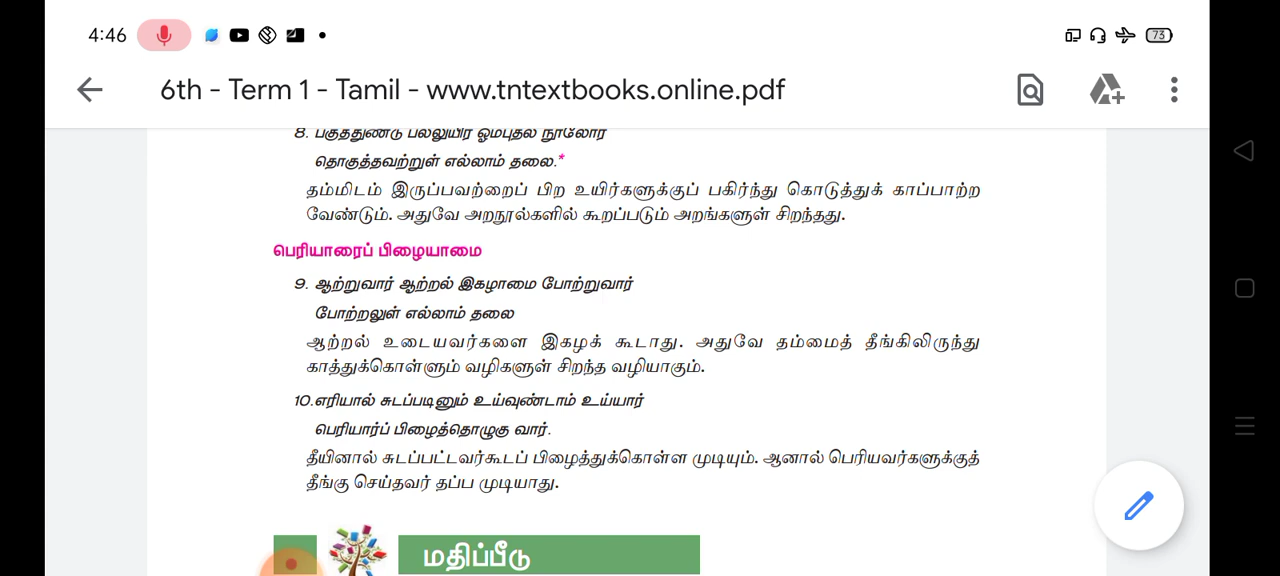 4:46
73
6th - Term 1 - Tamil - www.tntextbooks.online.pdf
8. பகுத்துண்டு பல்லுயிர் ஓம்புதல் நூலோர்
தொகுத்தவற்றுள் எல்லாம் தலை.*
தம்மிடம் இருப்பவற்றைப் பிற உயிர்களுக்குப் பகிர்ந்து கொடுத்துக் காப்பாற்ற
வேண்டும். அதுவே அறநூல்களில் கூறப்படும் அறங்களுள் சிறந்தது.
பெரியாரைப் பிழையாமை
9. ஆற்றுவார் ஆற்றல் இகழாமை போற்றுவார்
போற்றலுள் எல்லாம் தலை
ஆற்றல் உடையவர்களை இகழக் கூடாது. அதுவே தம்மைத் தீங்கிலிருந்து
காத்துக்கொள்ளும் வழிகளுள் சிறந்த வழியாகும்.
10.எரியால் சுடப்படினும் உய்வுண்டாம் உய்யார்
பெரியார்ப் பிழைத்தொழுகு வார்.
தீயினால் சுடப்பட்டவர்கூடப் பிழைத்துக்கொள்ள முடியும். ஆனால் பெரியவர்களுக்குத்
தீங்கு செய்தவர் தப்ப முடியாது.
மதிப்பீடு